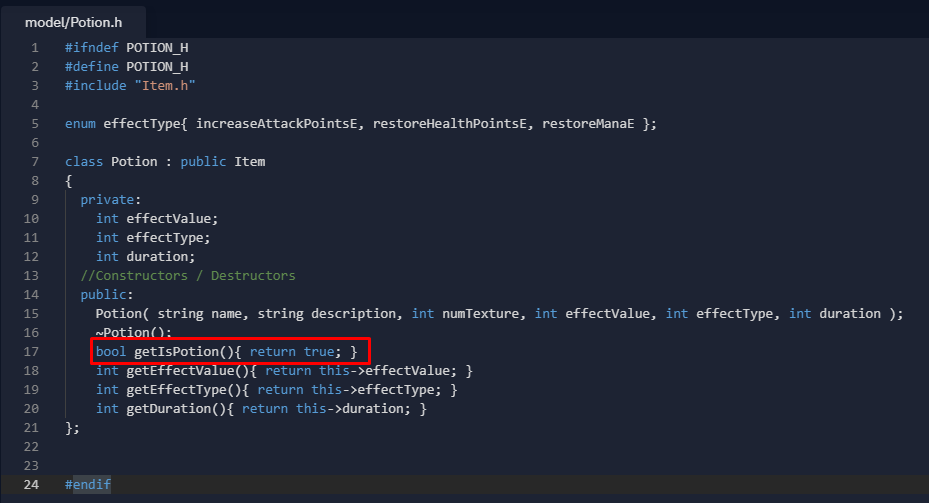 model/Potion.h
1 #ifndef POTION_H
2 #define POTION_H
3 #include "Item.h"
4
5 enum effectType{ increaseAttackPointsE, restoreHealthPointsE, restoreManaE };
6
7 class Potion : public Item
8 {
9 private:
10 int effectValue;
11 int effectType;
12 int duration;
13 //Constructors / Destructors
14 public:
15 Potion( string name, string description, int numTexture, int effectValue, int effectType, int duration );
16 ~Potion();
17 bool getIsPotion(){ return true; }
18 int getEffectValue(){ return this->effectValue; }
19 int getEffectType(){ return this->effectType; }
20 int getDuration(){ return this->duration; }
21 };
22
23
24 #endif